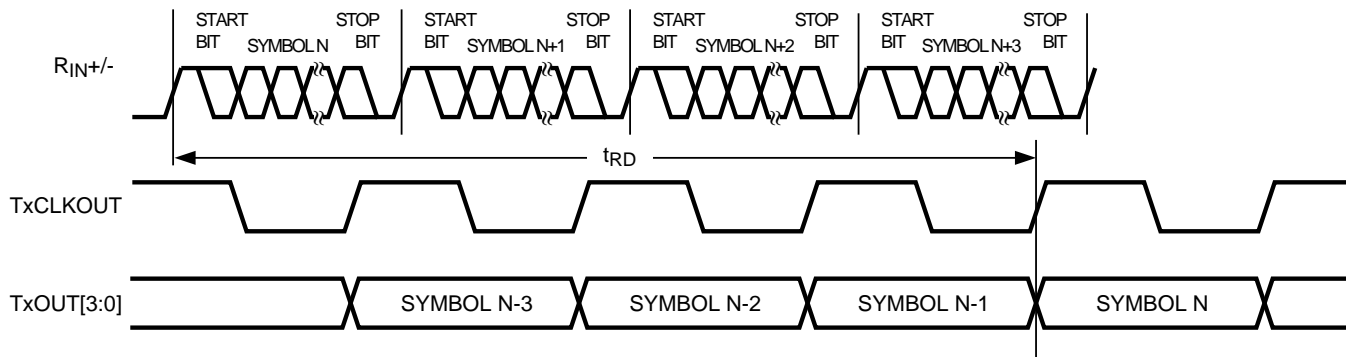 START STOP START STOP START STOP START STOP
BIT SYMBOL N BIT BIT SYMBOL N+1 BIT BIT SYMBOL N+2 BIT BIT SYMBOL N+3 BIT
RIN+/-
tRD
TxCLKOUT
TxOUT[3:0] SYMBOL N-3 SYMBOL N-2 SYMBOL N-1 SYMBOL N